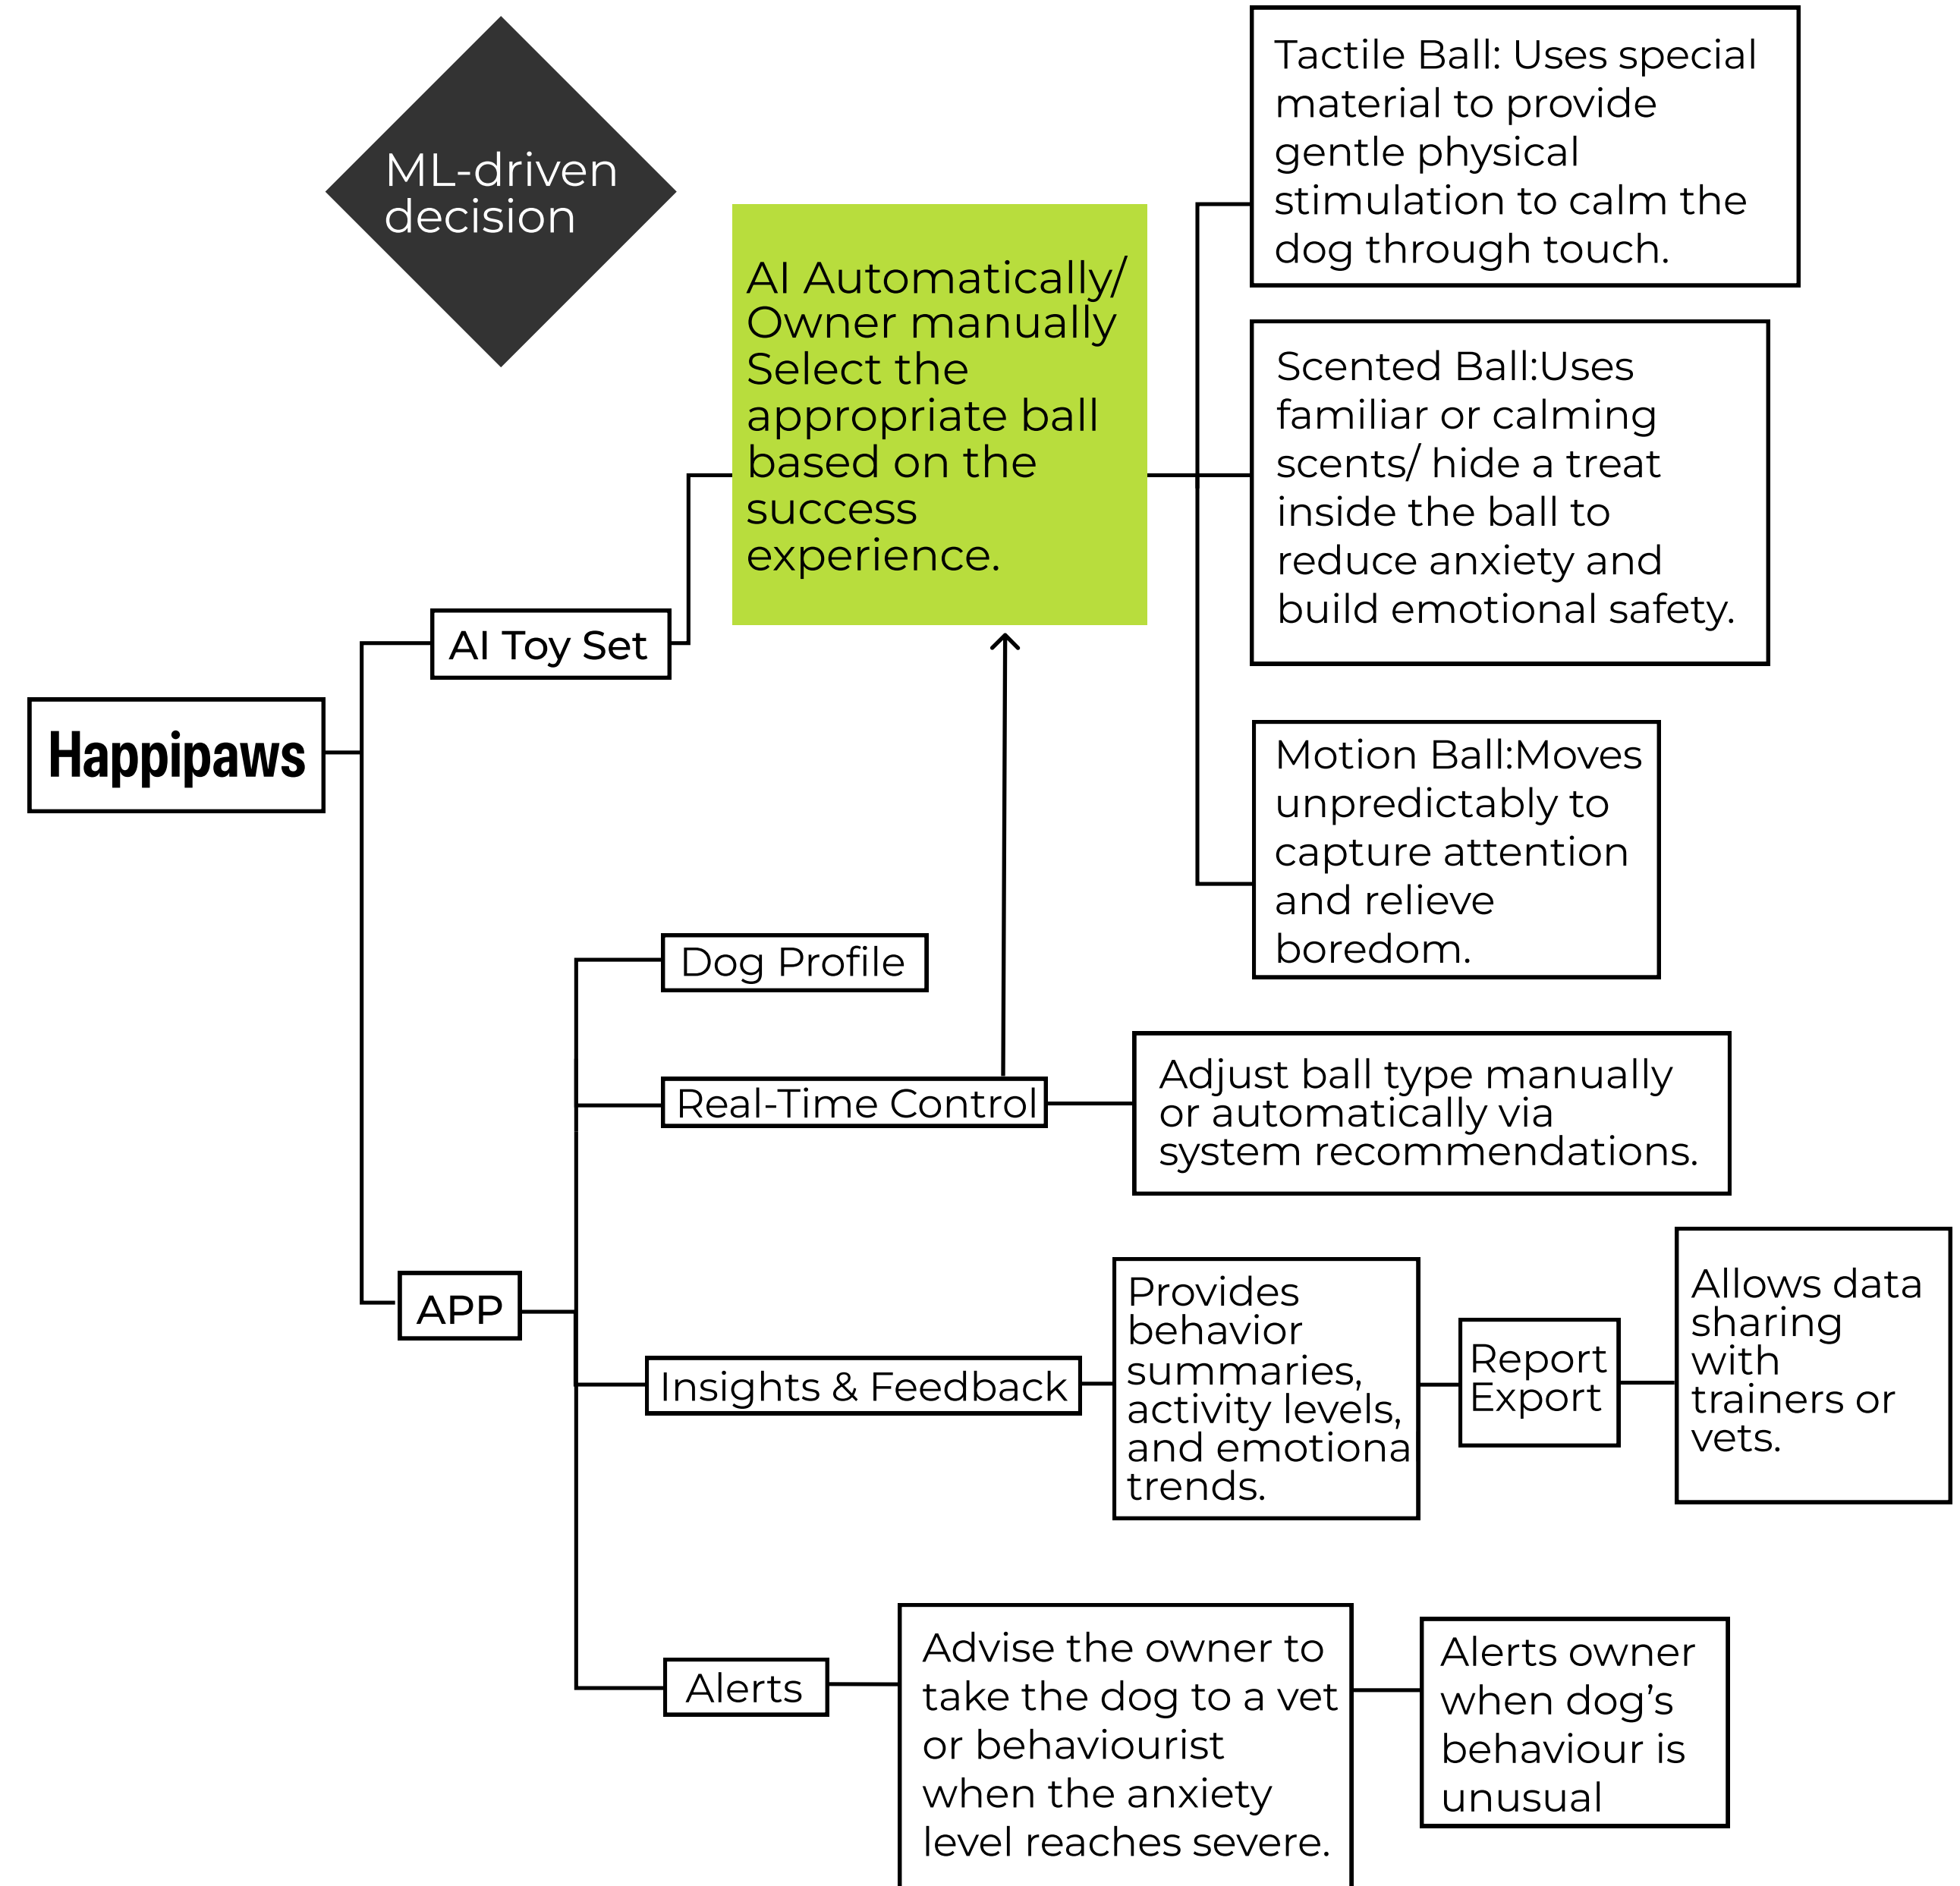 ML-driven
decision
AI Automatically/
Owner manually
Select the
appropriate ball
based on the
success
experience.
Tactile Ball: Uses special
material to provide
gentle physical
stimulation to calm the
dog through touch.
Scented Ball:Uses
familiar or calming
scents/ hide a treat
inside the ball to
reduce anxiety and
build emotional safety.
Motion Ball:Moves
unpredictably to
capture attention
and relieve
boredom.
AI Toy Set
Happipaws
Dog Profile
Real-Time Control
Adjust ball type manually
or automatically via
system recommendations.
APP
Insights & Feedback
Provides
behavior
summaries,
activity levels,
and emotiona
trends.
Report
Export
Allows data
sharing
with
trainers or
vets.
Alerts
Advise the owner to
take the dog to a vet
or behaviourist
when the anxiety
level reaches severe.
Alerts owner
when dog’s
behaviour is
unusual